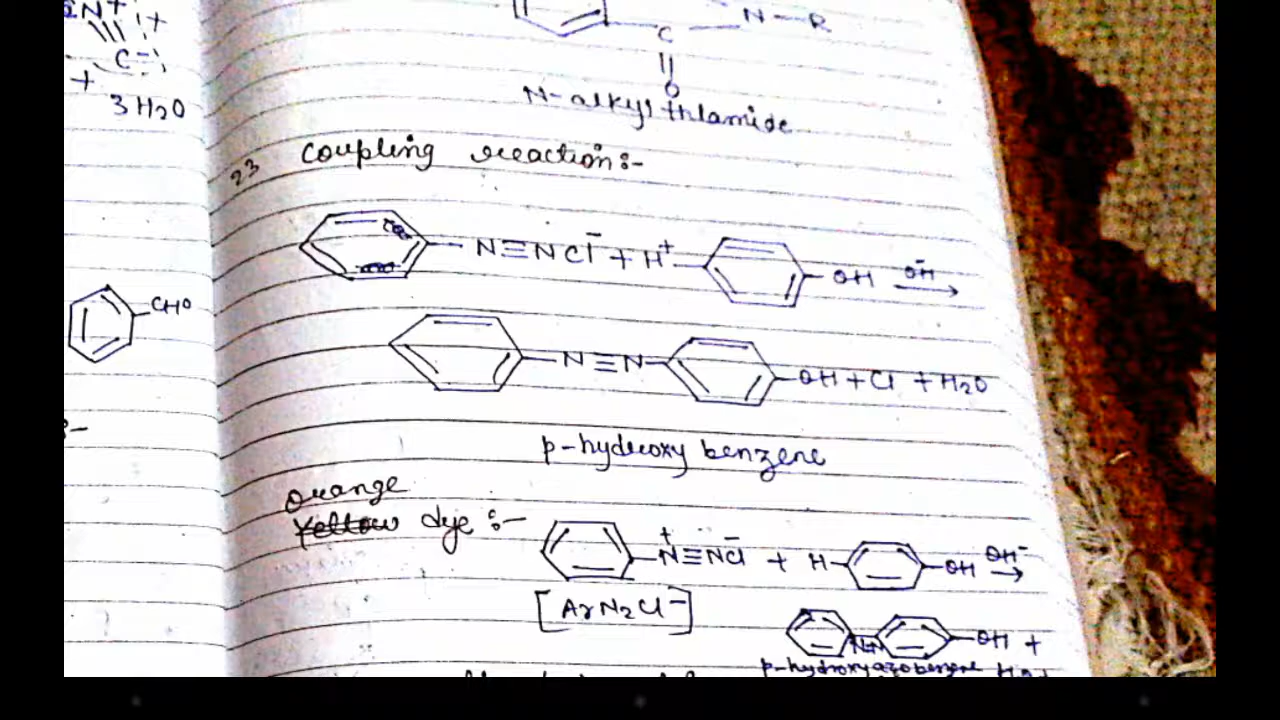 N+
C-
+
3H2O
CHO
:-
N-R
C
O
N-alkyl thlamide
23 Coupling reaction:-
N≡NCl- + H+ OH OH-→
N≡N OH + Cl + H2O
p-hydroxy benzene
Orange
Yellow dye :-
N+≡NCl- + H OH OH-→
[ArN2Cl-]
OH +
p-hydroxyazobenzene